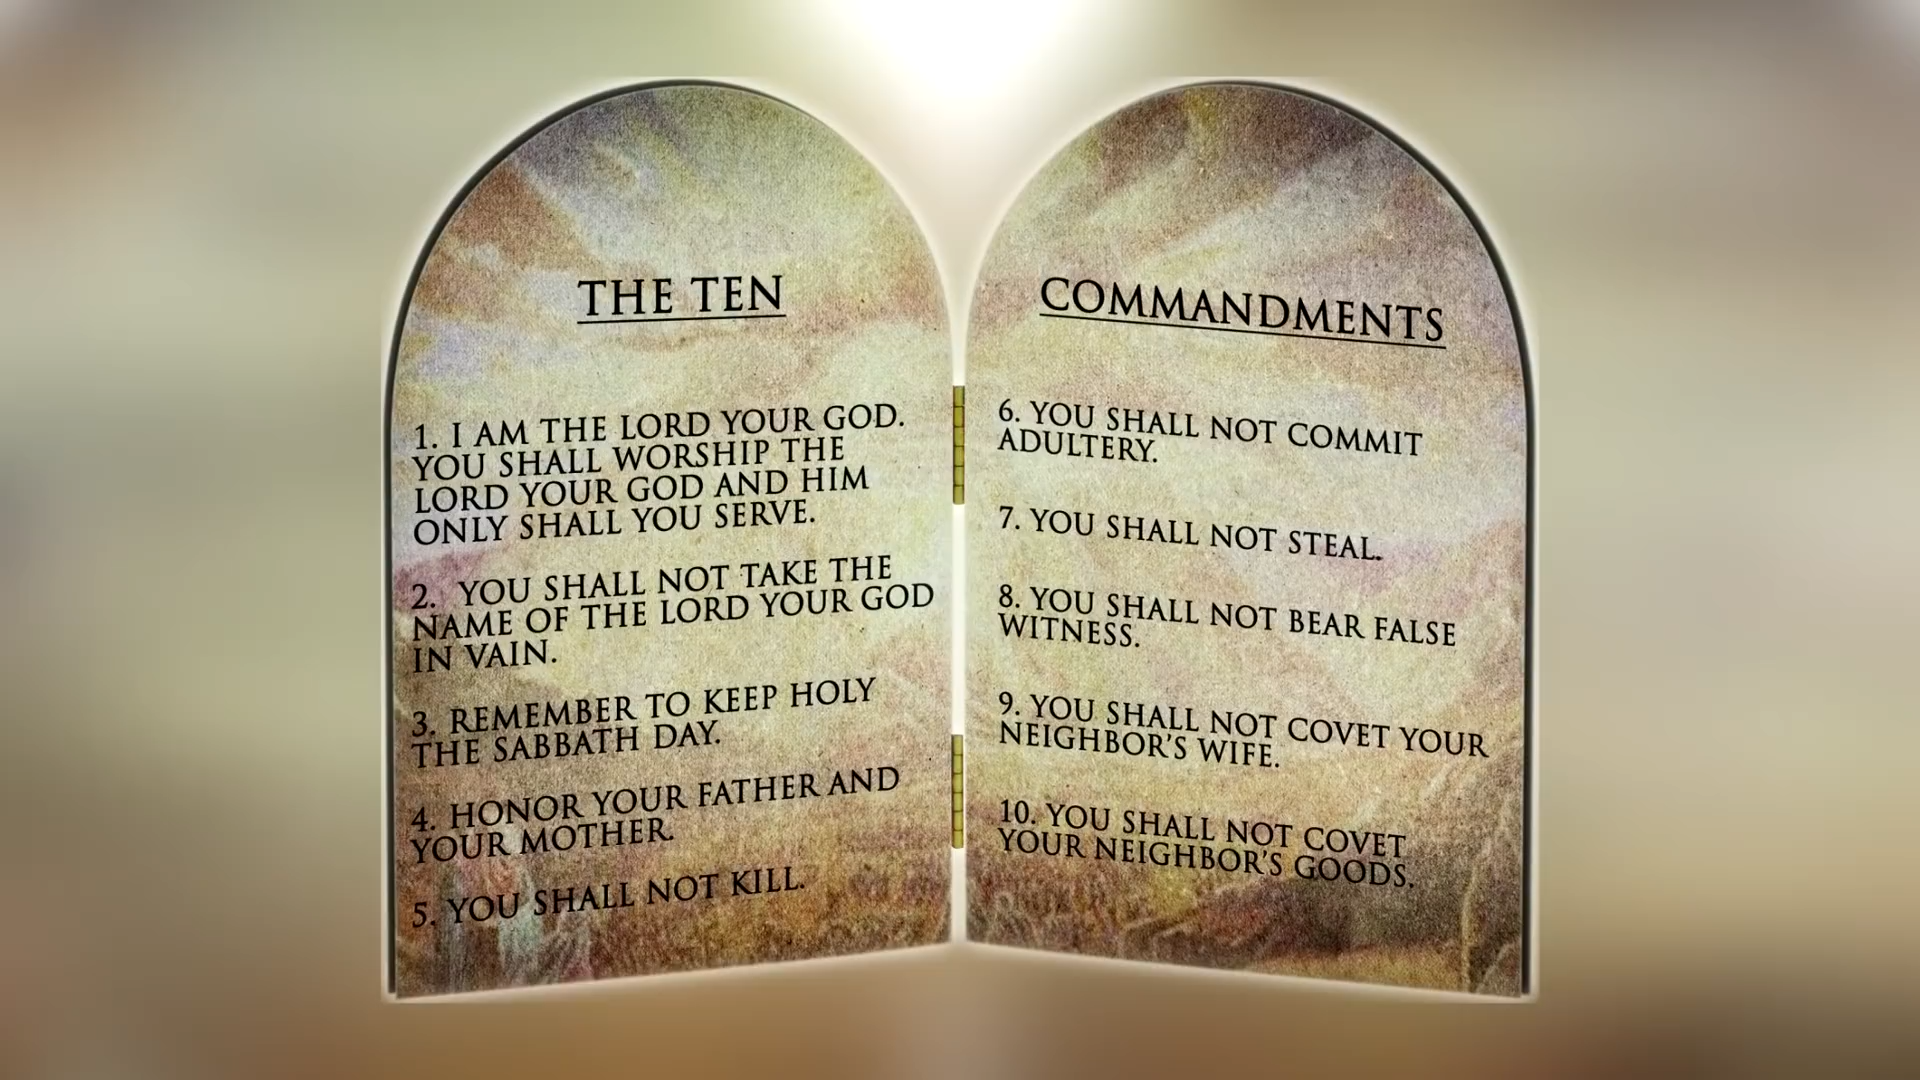 THE TEN
1. I AM THE LORD YOUR GOD.
YOU SHALL WORSHIP THE
LORD YOUR GOD AND HIM
ONLY SHALL YOU SERVE.
2. YOU SHALL NOT TAKE THE
NAME OF THE LORD YOUR GOD
IN VAIN.
3. REMEMBER TO KEEP HOLY
THE SABBATH DAY.
4. HONOR YOUR FATHER AND
YOUR MOTHER.
5. YOU SHALL NOT KILL.
COMMANDMENTS
6. YOU SHALL NOT COMMIT
ADULTERY.
7. YOU SHALL NOT STEAL.
8. YOU SHALL NOT BEAR FALSE
WITNESS.
9. YOU SHALL NOT COVET YOUR
NEIGHBOR'S WIFE.
10. YOU SHALL NOT COVET
YOUR NEIGHBOR'S GOODS.